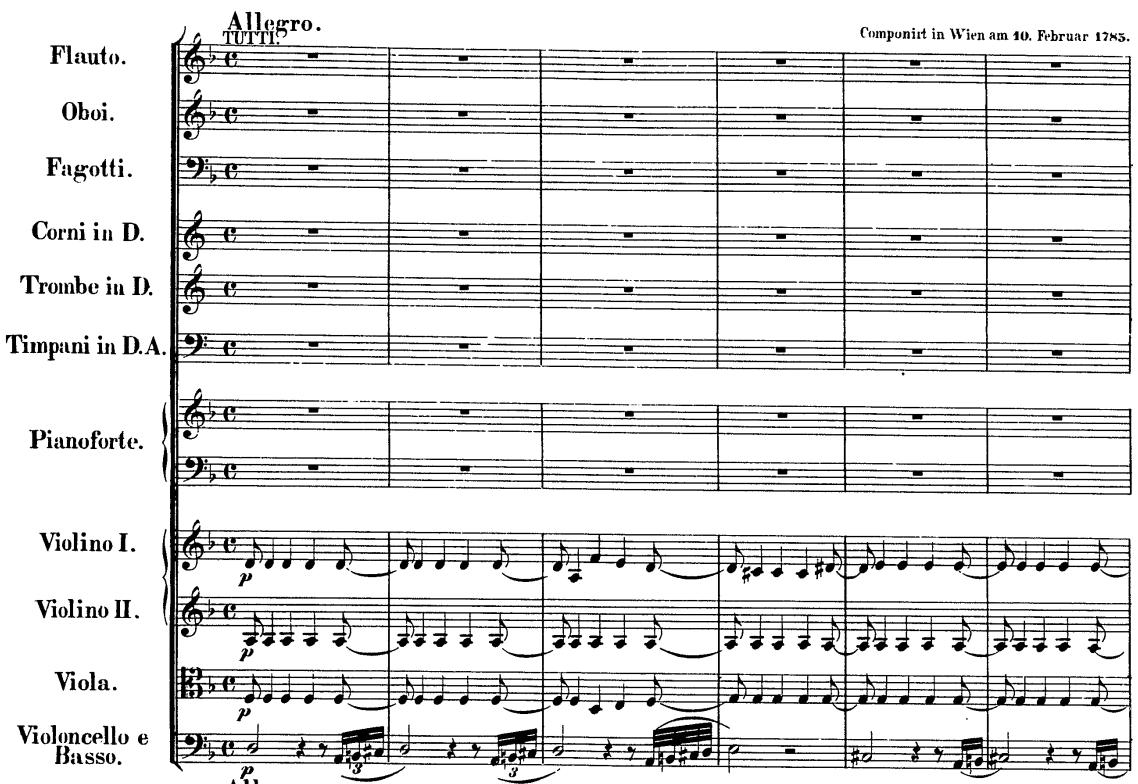 Allegro.
TUTTI.
Componirt in Wien am 10. Februar 1785.
Flauto.
Oboi.
Fagotti.
Corni in D.
Trombe in D.
Timpani in D.A.
Pianoforte.
Violino I.
p
Violino II.
p
Viola.
p
Violoncello e
Basso.
p
3
3